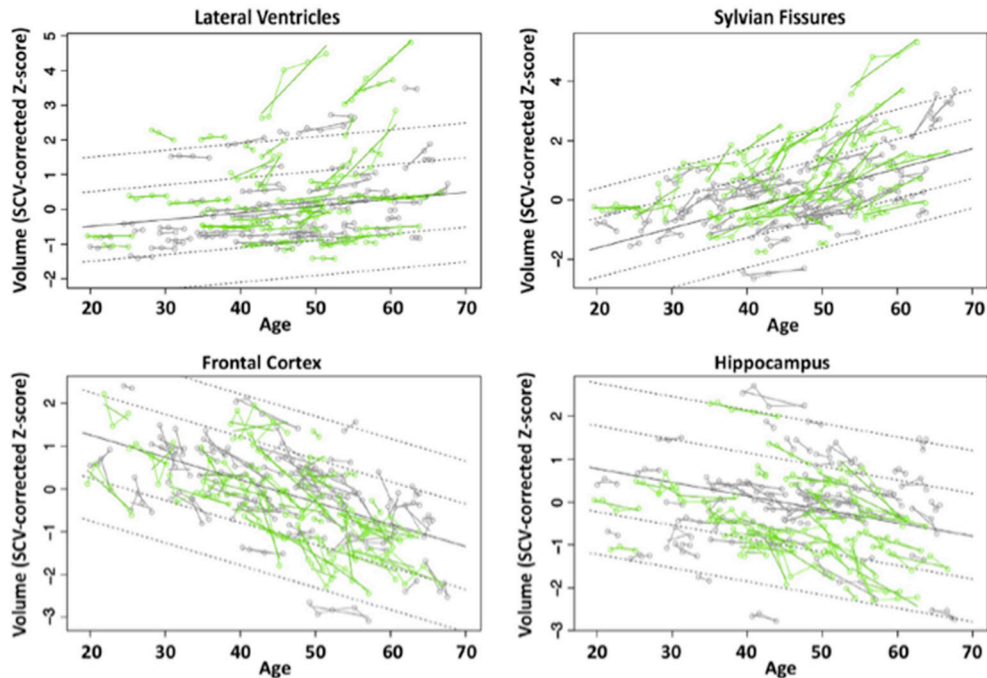 Lateral Ventricles
Volume (SCV-corrected Z-score)
5
4
3
2
1
0
-1
-2
20 30 40 50 60 70
Age
Sylvian Fissures
Volume (SCV-corrected Z-score)
4
2
0
-2
20 30 40 50 60 70
Age
Frontal Cortex
Volume (SCV-corrected Z-score)
2
1
0
-1
-2
-3
20 30 40 50 60 70
Age
Hippocampus
Volume (SCV-corrected Z-score)
2
1
0
-1
-2
-3
20 30 40 50 60 70
Age